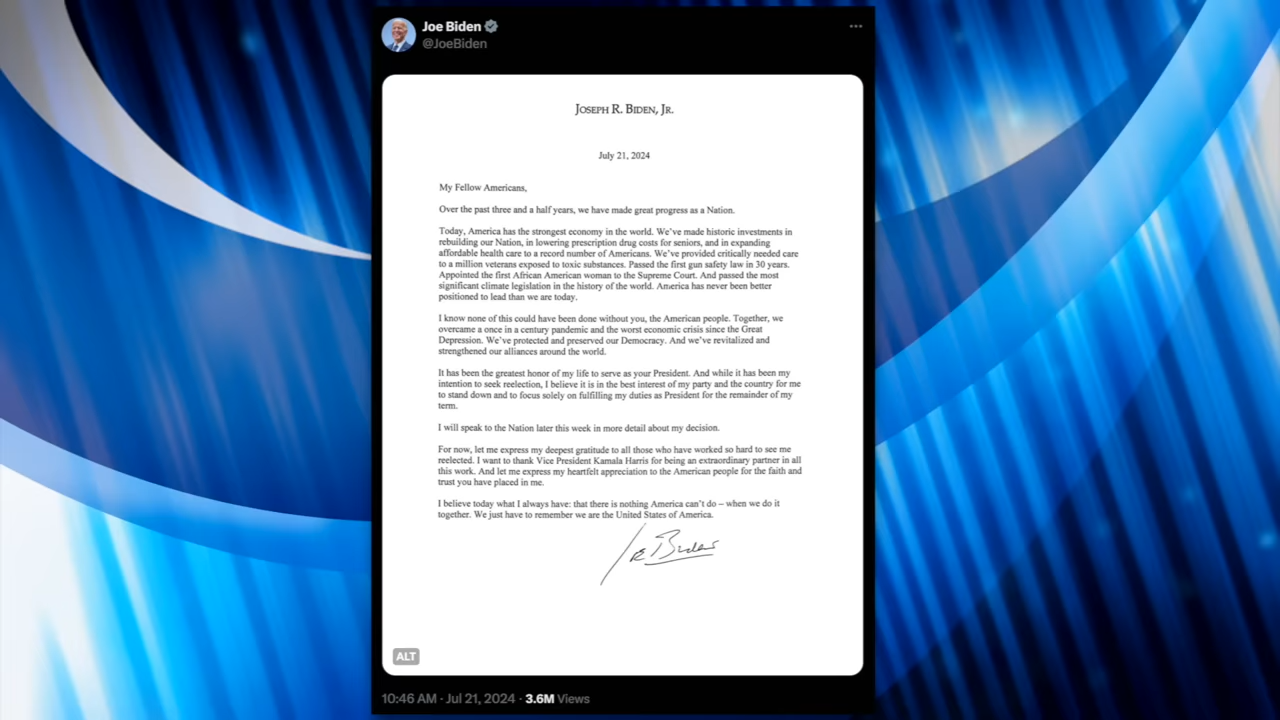 Joe Biden
@JoeBiden
JOSEPH R. BIDEN, JR.
July 21, 2024
My Fellow Americans,
Over the past three and a half years, we have made great progress as a Nation.
Today, America has the strongest economy in the world. We've made historic investments in
rebuilding our Nation, in lowering prescription drug costs for seniors, and in expanding
affordable health care to a record number of Americans. We've provided critically needed care
to a million veterans exposed to toxic substances. Passed the first gun safety law in 30 years.
Appointed the first African American woman to the Supreme Court. And passed the most
significant climate legislation in the history of the world. America has never been better
positioned to lead than we are today.
I know none of this could have been done without you, the American people. Together, we
overcame a once in a century pandemic and the worst economic crisis since the Great
Depression. We've protected and preserved our Democracy. And we've revitalized and
strengthened our alliances around the world.
It has been the greatest honor of my life to serve as your President. And while it has been my
intention to seek reelection, I believe it is in the best interest of my party and the country for me
to stand down and to focus solely on fulfilling my duties as President for the remainder of my
term.
I will speak to the Nation later this week in more detail about my decision.
For now, let me express my deepest gratitude to all those who have worked so hard to see me
reelected. I want to thank Vice President Kamala Harris for being an extraordinary partner in all
this work. And let me express my heartfelt appreciation to the American people for the faith and
trust you have placed in me.
I believe today what I always have: that there is nothing America can't do – when we do it
together. We just have to remember we are the United States of America.
Joe Biden
ALT
10:46 AM · Jul 21, 2024 · 3.6M Views